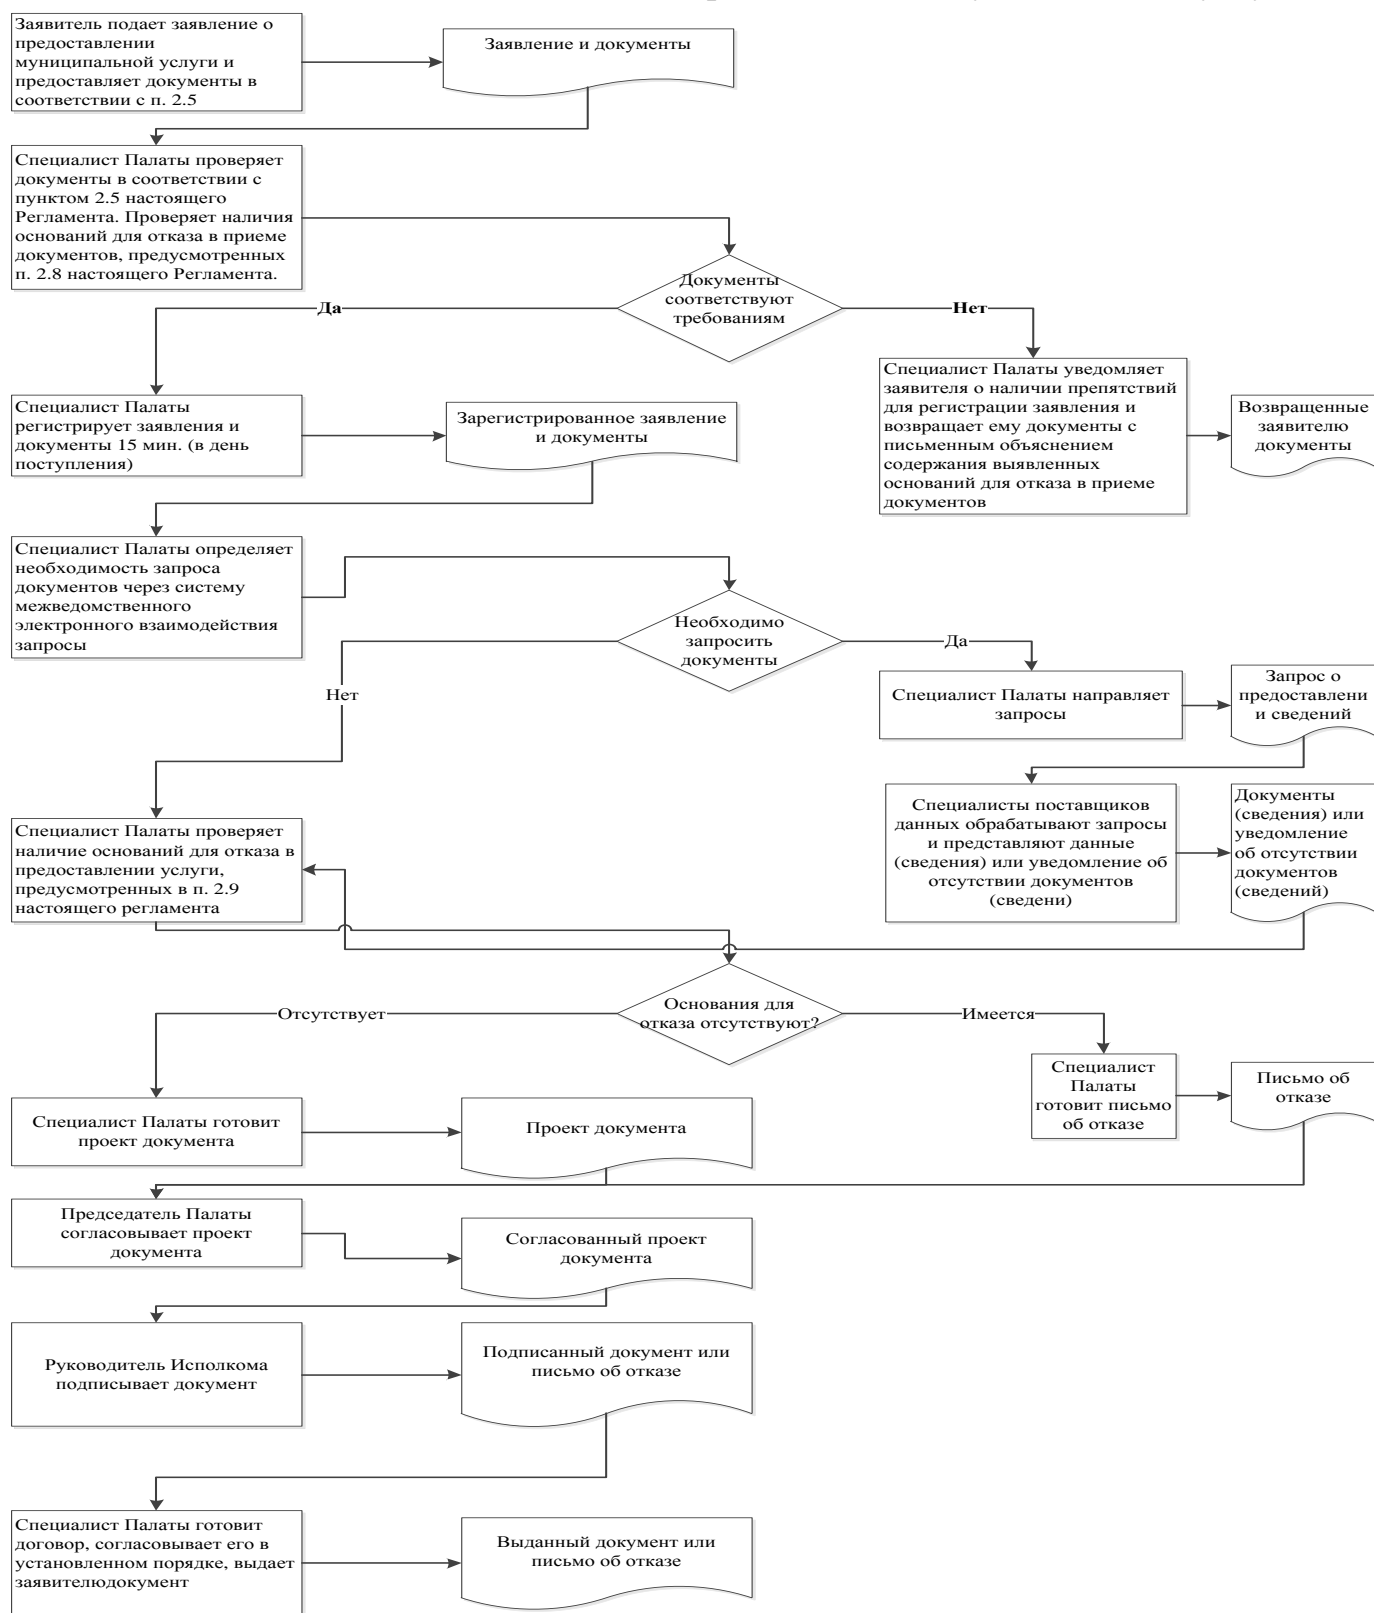 Заявитель подает заявление о
предоставлении
муниципальной услуги и
предоставляет документы в
соответствии с п. 2.5
Заявление и документы
Специалист Палаты проверяет
документы в соответствии с
пунктом 2.5 настоящего
Регламента. Проверяет наличия
оснований для отказа в приеме
документов, предусмотренных
п. 2.8 настоящего Регламента.
Документы
соответствуют
требованиям
Да
Нет
Специалист Палаты
регистрирует заявления и
документы 15 мин. (в день
поступления)
Зарегистрированное заявление
и документы
Специалист Палаты уведомляет
заявителя о наличии препятствий
для регистрации заявления и
возвращает ему документы с
письменным объяснением
содержания выявленных
оснований для отказа в приеме
документов
Возвращенные
заявителю
документы
Специалист Палаты определяет
необходимость запроса
документов через систему
межведомственного
электронного взаимодействия
запросы
Необходимо
запросить
документы
Да
Нет
Специалист Палаты направляет
запросы
Запрос о
предоставлени
и сведений
Специалисты поставщиков
данных обрабатывают запросы
и представляют данные
(сведения) или уведомление об
отсутствии документов
(сведени)
Документы
(сведения) или
уведомление
об отсутствии
документов
(сведений)
Специалист Палаты проверяет
наличие оснований для отказа в
предоставлении услуги,
предусмотренных в п. 2.9
настоящего регламента
Основания для
отказа отсутствуют?
Отсутствует
Имеется
Специалист
Палаты
готовит письмо
об отказе
Письмо об
отказе
Специалист Палаты готовит
проект документа
Проект документа
Председатель Палаты
согласовывает проект
документа
Согласованный проект
документа
Руководитель Исполкома
подписывает документ
Подписанный документ или
письмо об отказе
Специалист Палаты готовит
договор, согласовывает его в
установленном порядке, выдает
заявителюдокумент
Выданный документ или
письмо об отказе